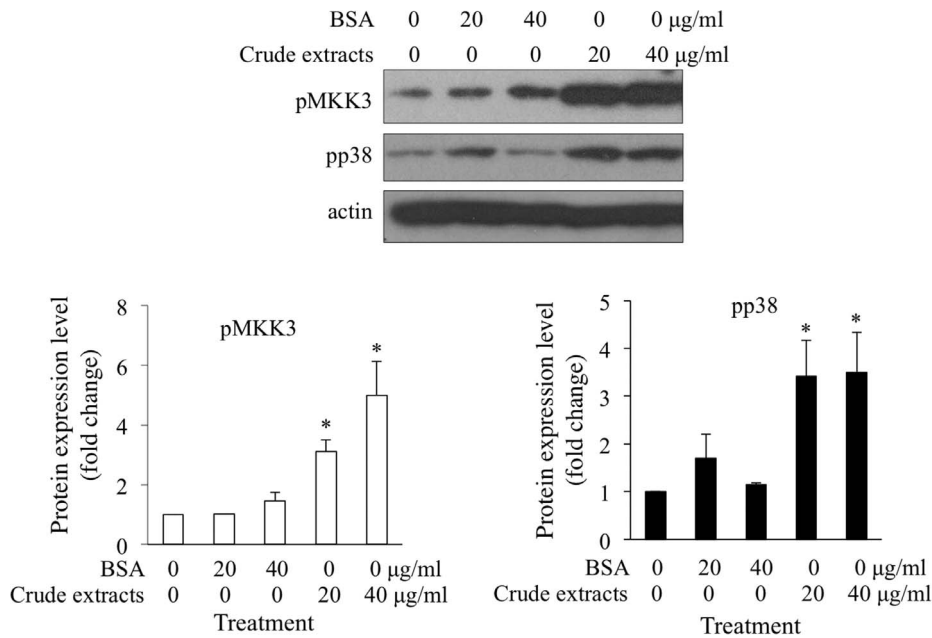 BSA 0 20 40 0 0 µg/ml
Crude extracts 0 0 0 20 40 µg/ml
pMKK3
pp38
actin
Protein expression level
(fold change)
8
6
4
2
0
pMKK3
*
*
BSA 0 20 40 0 0 µg/ml
Crude extracts 0 0 0 20 40 µg/ml
Treatment
Protein expression level
(fold change)
5
4
3
2
1
0
pp38
* *
BSA 0 20 40 0 0 µg/ml
Crude extracts 0 0 0 20 40 µg/ml
Treatment